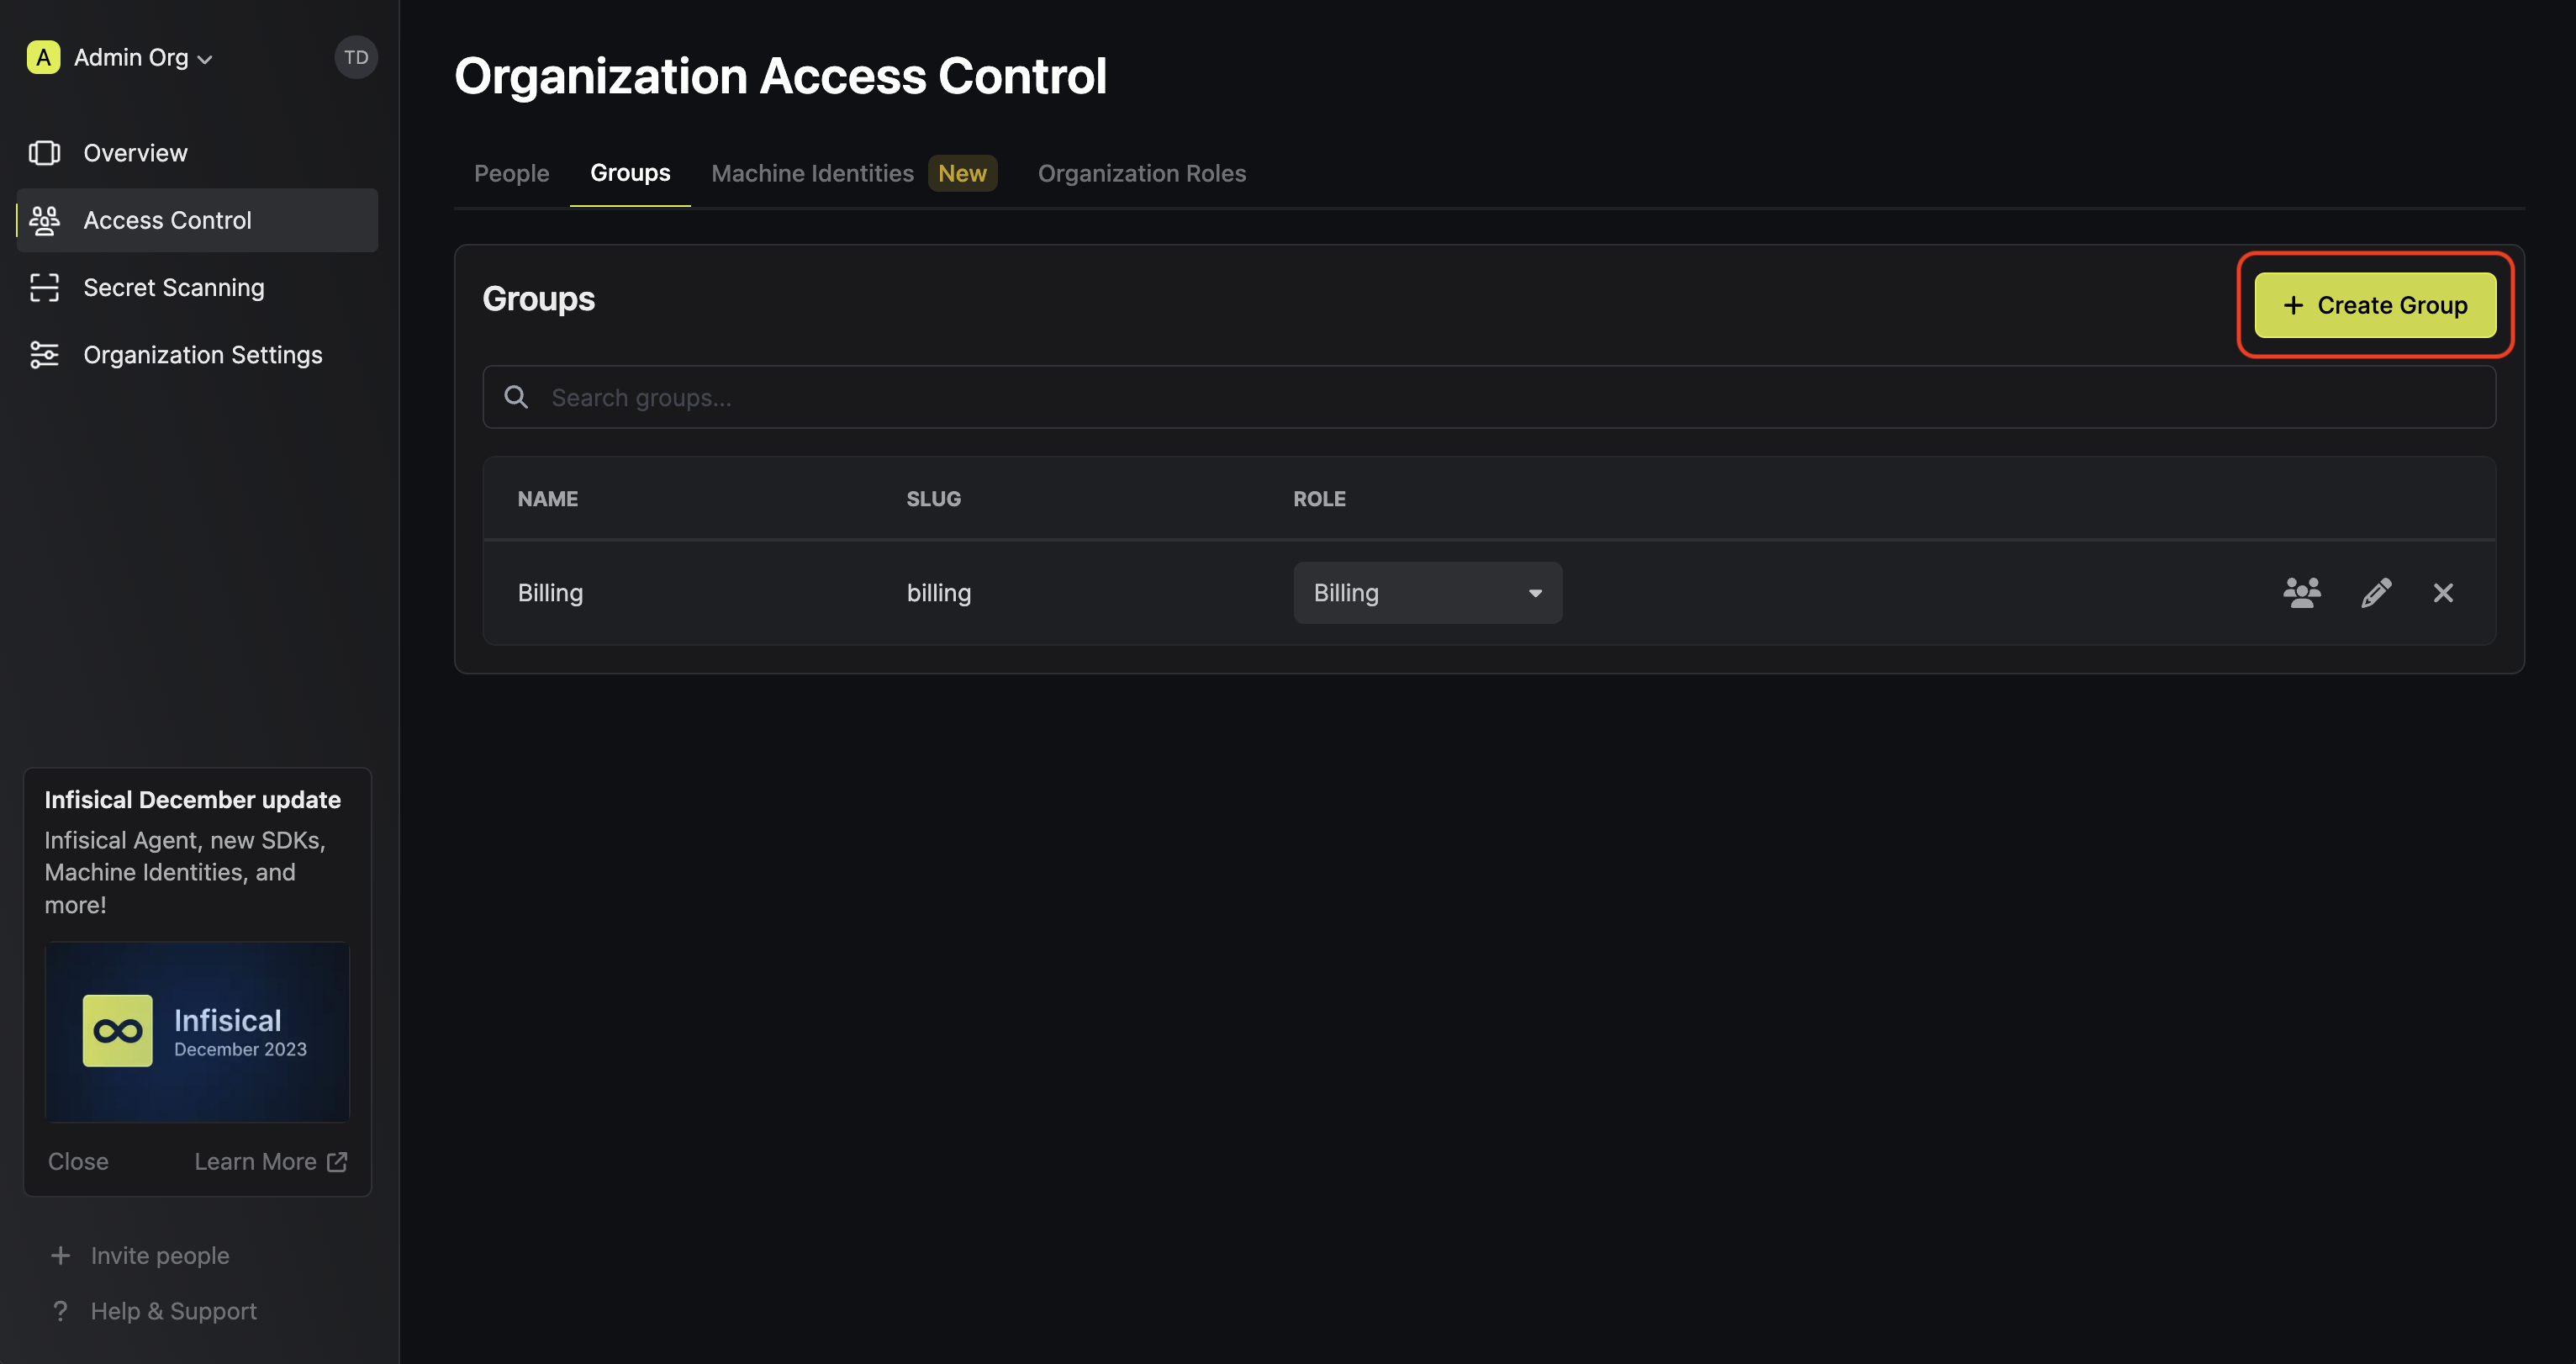 A Admin Org TD
Overview
Access Control
Secret Scanning
Organization Settings
Infisical December update
Infisical Agent, new SDKs,
Machine Identities, and
more!
Infisical
December 2023
Close Learn More
+ Invite people
? Help & Support
Organization Access Control
People Groups Machine Identities New Organization Roles
Groups
+ Create Group
Search groups...
NAME SLUG ROLE
Billing billing Billing